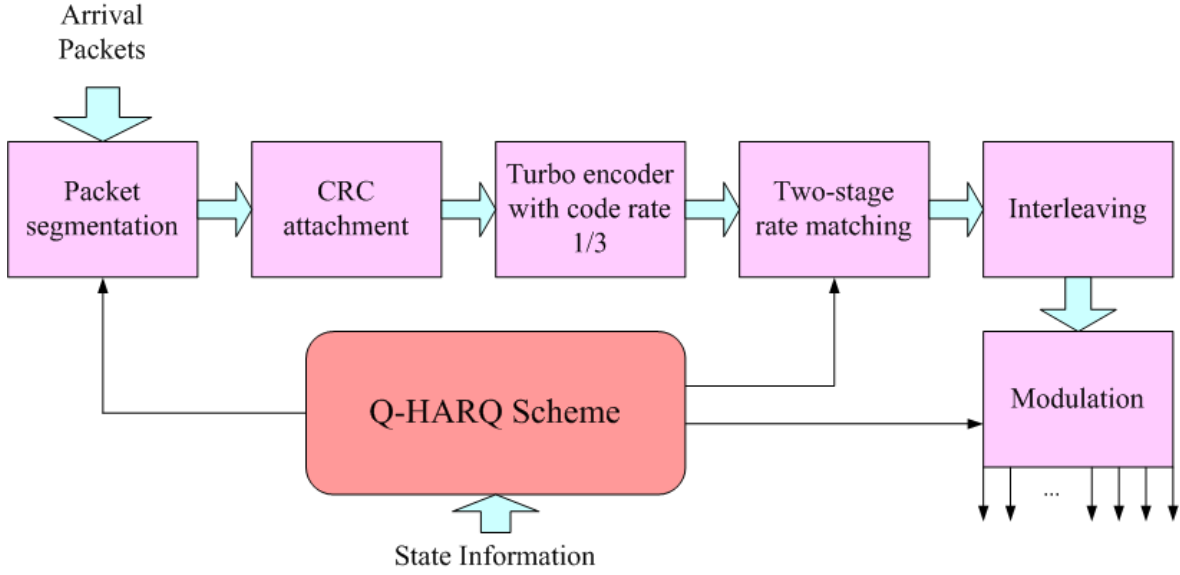 Arrival
Packets
Packet
segmentation
CRC
attachment
Turbo encoder
with code rate
1/3
Two-stage
rate matching
Interleaving
Q-HARQ Scheme
Modulation
...
State Information